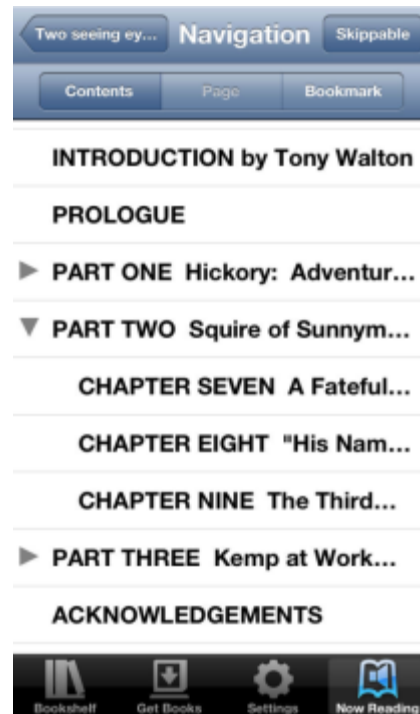 Two seeing ey... Navigation Skippable
Contents Page Bookmark
INTRODUCTION by Tony Walton
PROLOGUE
PART ONE Hickory: Adventur...
PART TWO Squire of Sunnym...
CHAPTER SEVEN A Fateful...
CHAPTER EIGHT "His Nam...
CHAPTER NINE The Third...
PART THREE Kemp at Work...
ACKNOWLEDGEMENTS
Bookshelf Get Books Settings Now Reading